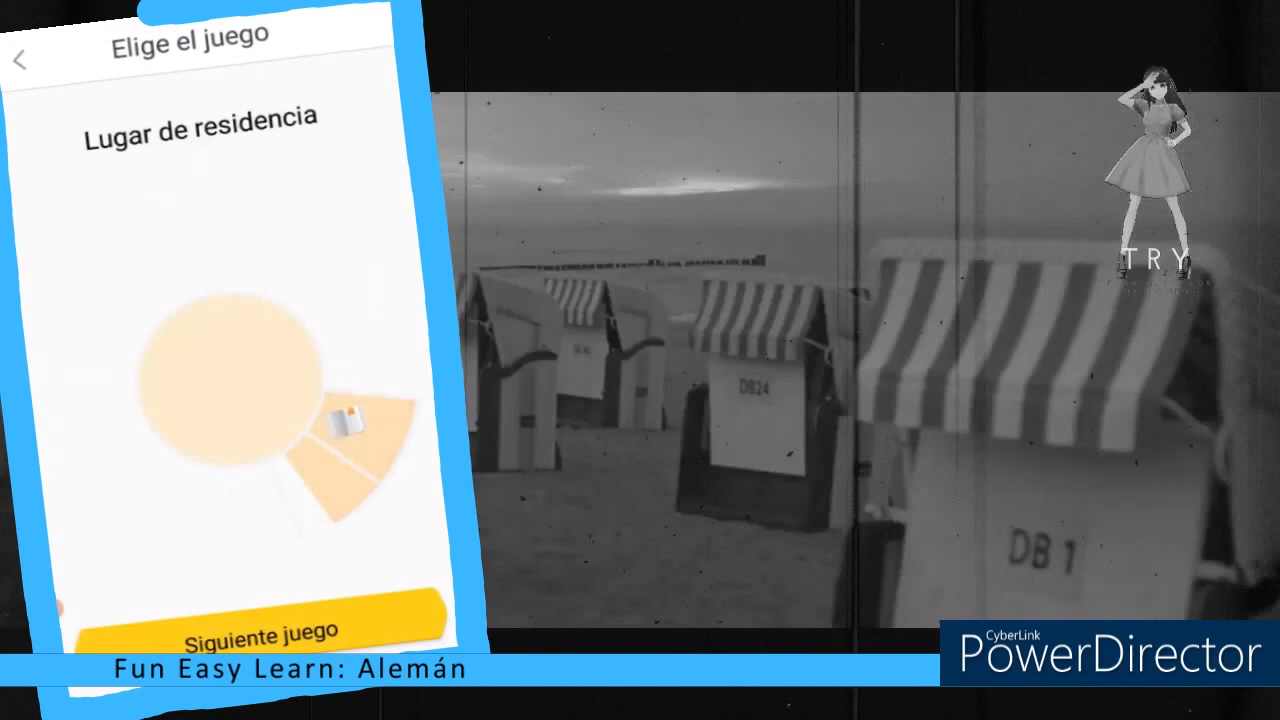 Elige el juego
Lugar de residencia
Siguiente juego
Fun Easy Learn: Alemán
TRY
DB24
DB 1
CyberLink
PowerDirector